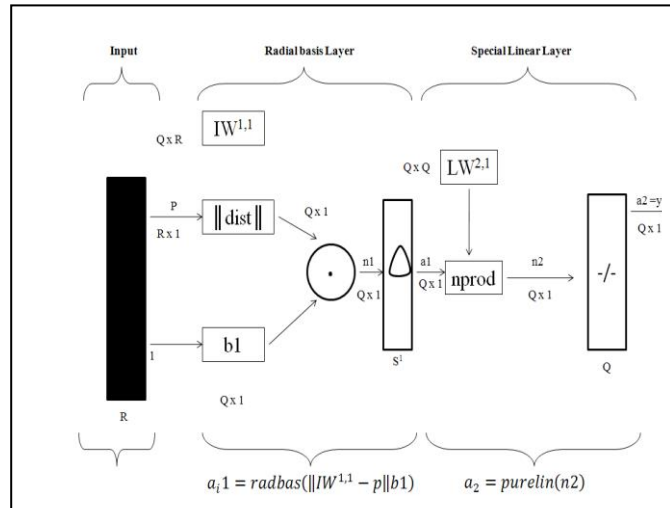 Input
Radial basis Layer
Special Linear Layer
IW¹,¹
Q x R
Q x Q
LW²,¹
P
R x 1
‖dist‖
Q x 1
n1
Q x 1
a1
Q x 1
nprod
n2
Q x 1
-/-
a2 =y
Q x 1
1
b1
Q x 1
S¹
R
Q
aᵢ1 = radbas(‖IW¹,¹ − p‖b1)
a₂ = purelin(n2)